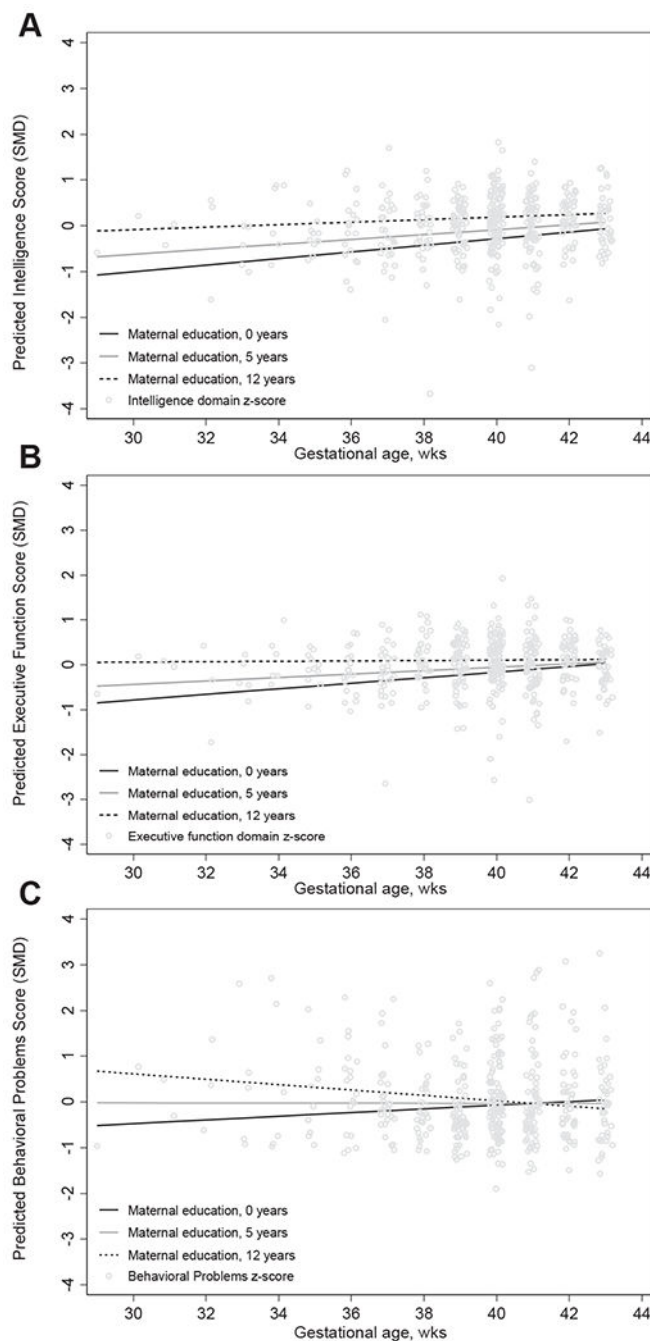 A
Predicted Intelligence Score (SMD)
4
3
2
1
0
-1
-2
-3
-4
Maternal education, 0 years
Maternal education, 5 years
Maternal education, 12 years
Intelligence domain z-score
30 32 34 36 38 40 42 44
Gestational age, wks
B
Predicted Executive Function Score (SMD)
4
3
2
1
0
-1
-2
-3
-4
Maternal education, 0 years
Maternal education, 5 years
Maternal education, 12 years
Executive function domain z-score
30 32 34 36 38 40 42 44
Gestational age, wks
C
Predicted Behavioral Problems Score (SMD)
4
3
2
1
0
-1
-2
-3
-4
Maternal education, 0 years
Maternal education, 5 years
Maternal education, 12 years
Behavioral Problems z-score
30 32 34 36 38 40 42 44
Gestational age, wks